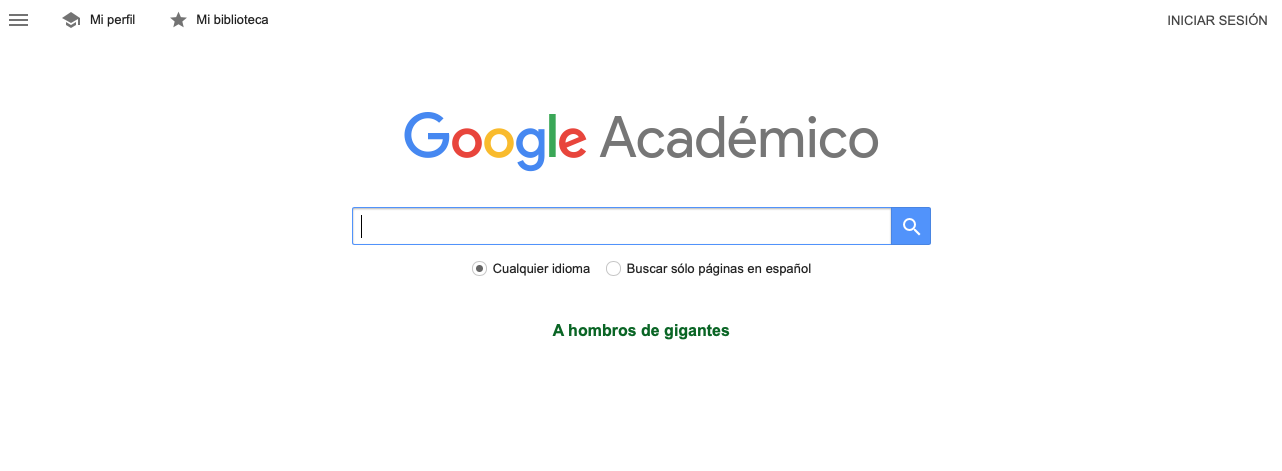 Mi perfil
Mi biblioteca
INICIAR SESIÓN
Google Académico
Cualquier idioma
Buscar sólo páginas en español
A hombros de gigantes